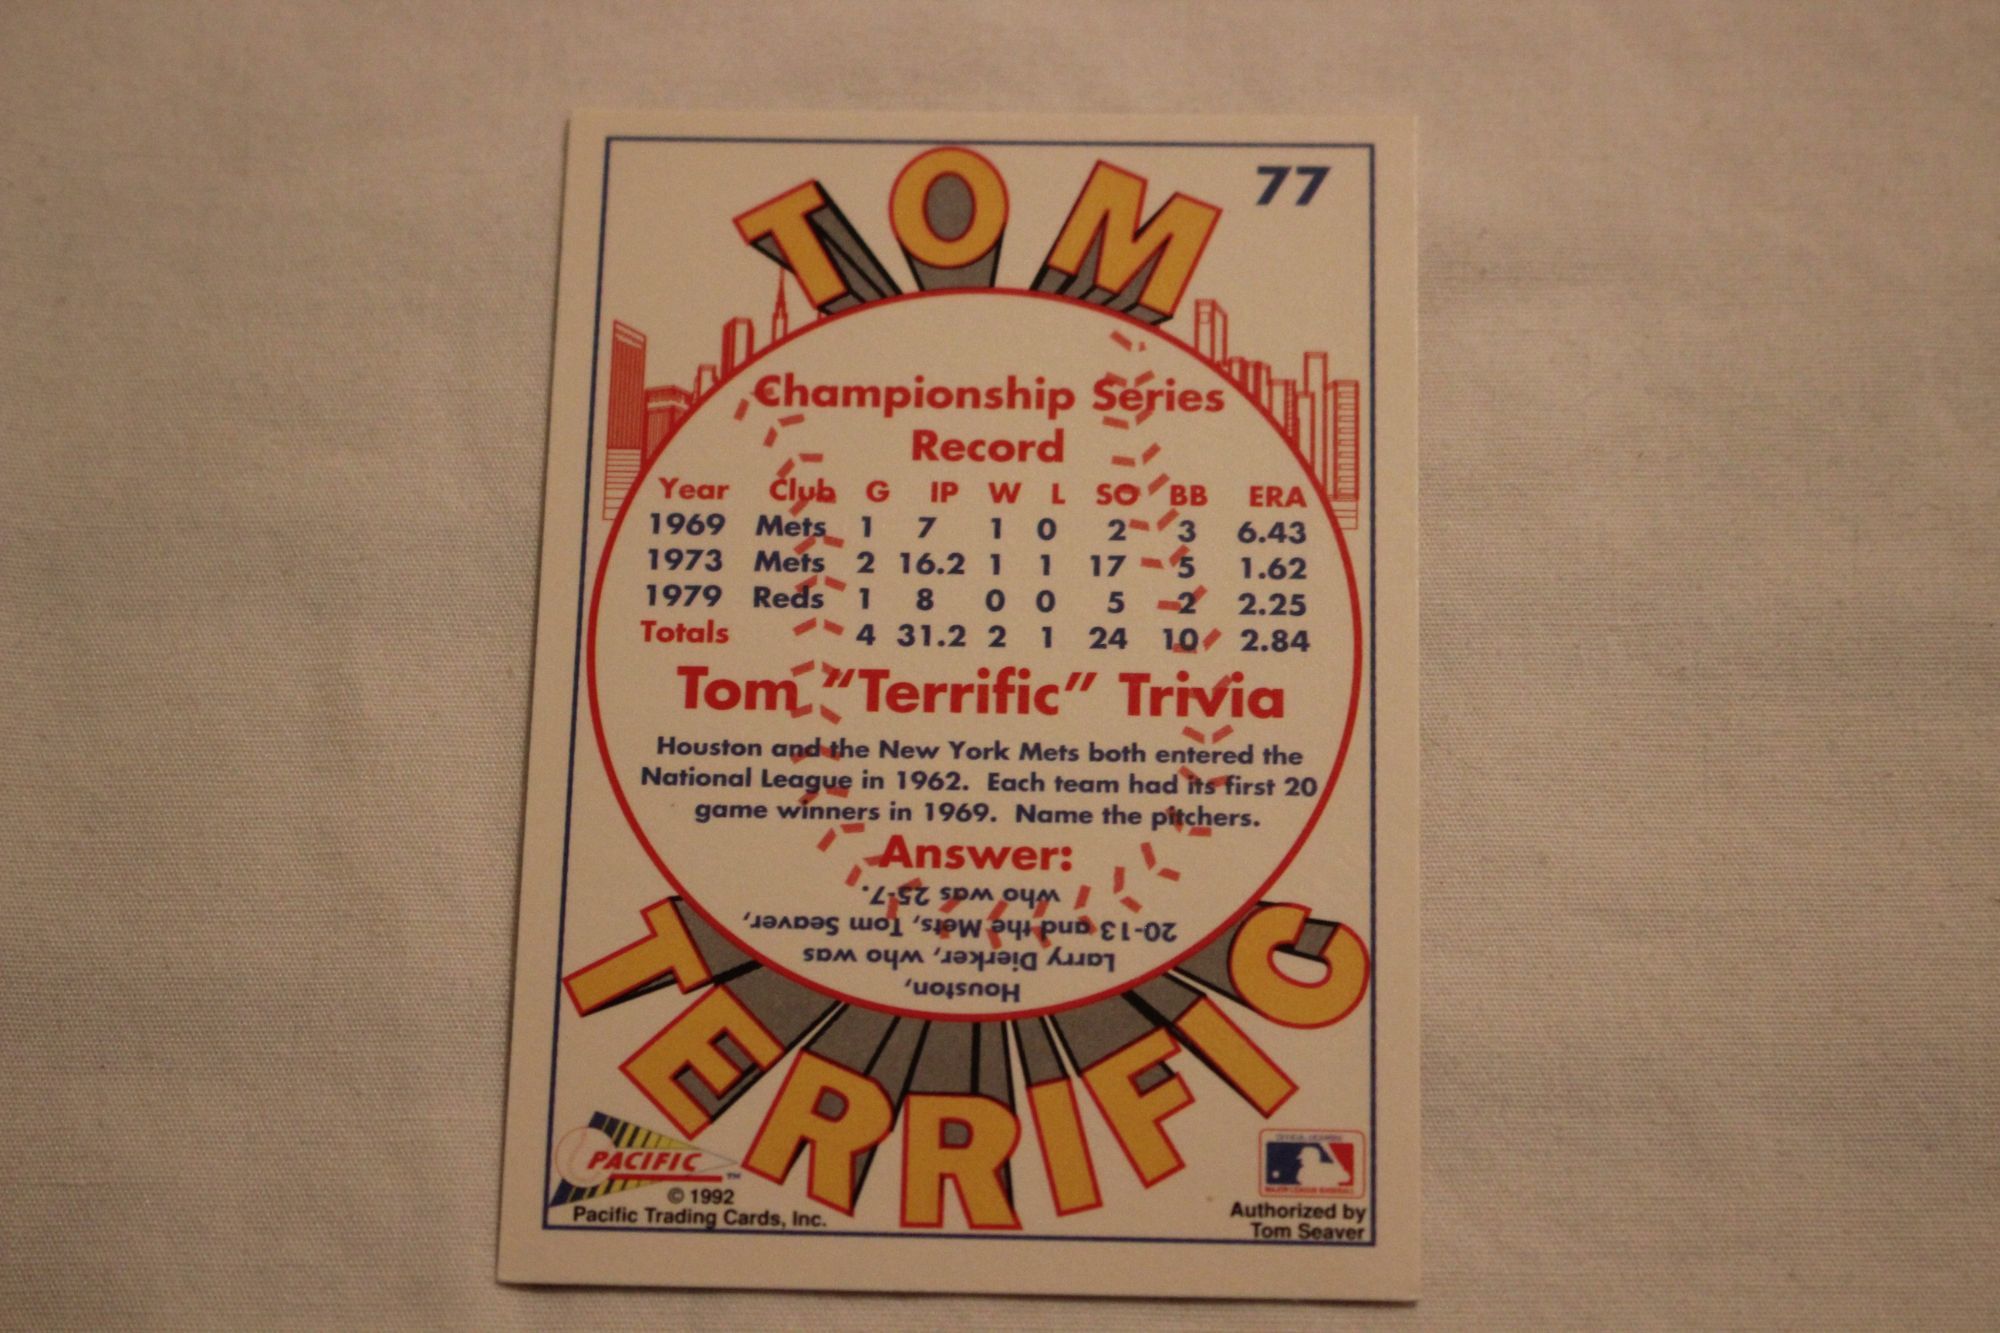 77
TOM
Championship Series
Record
Year Club G IP W L SO BB ERA
1969 Mets 1 7 1 0 2 3 6.43
1973 Mets 2 16.2 1 1 17 5 1.62
1979 Reds 1 8 0 0 5 2 2.25
Totals 4 31.2 2 1 24 10 2.84
Tom "Terrific" Trivia
Houston and the New York Mets both entered the
National League in 1962. Each team had its first 20
game winners in 1969. Name the pitchers.
Answer:
Houston,
Larry Dierker, who was
20-13 and the Mets, Tom Seaver,
who was 25-7.
TERRIFIC
PACIFIC™
© 1992
Pacific Trading Cards, Inc.
MAJOR LEAGUE BASEBALL
Authorized by
Tom Seaver